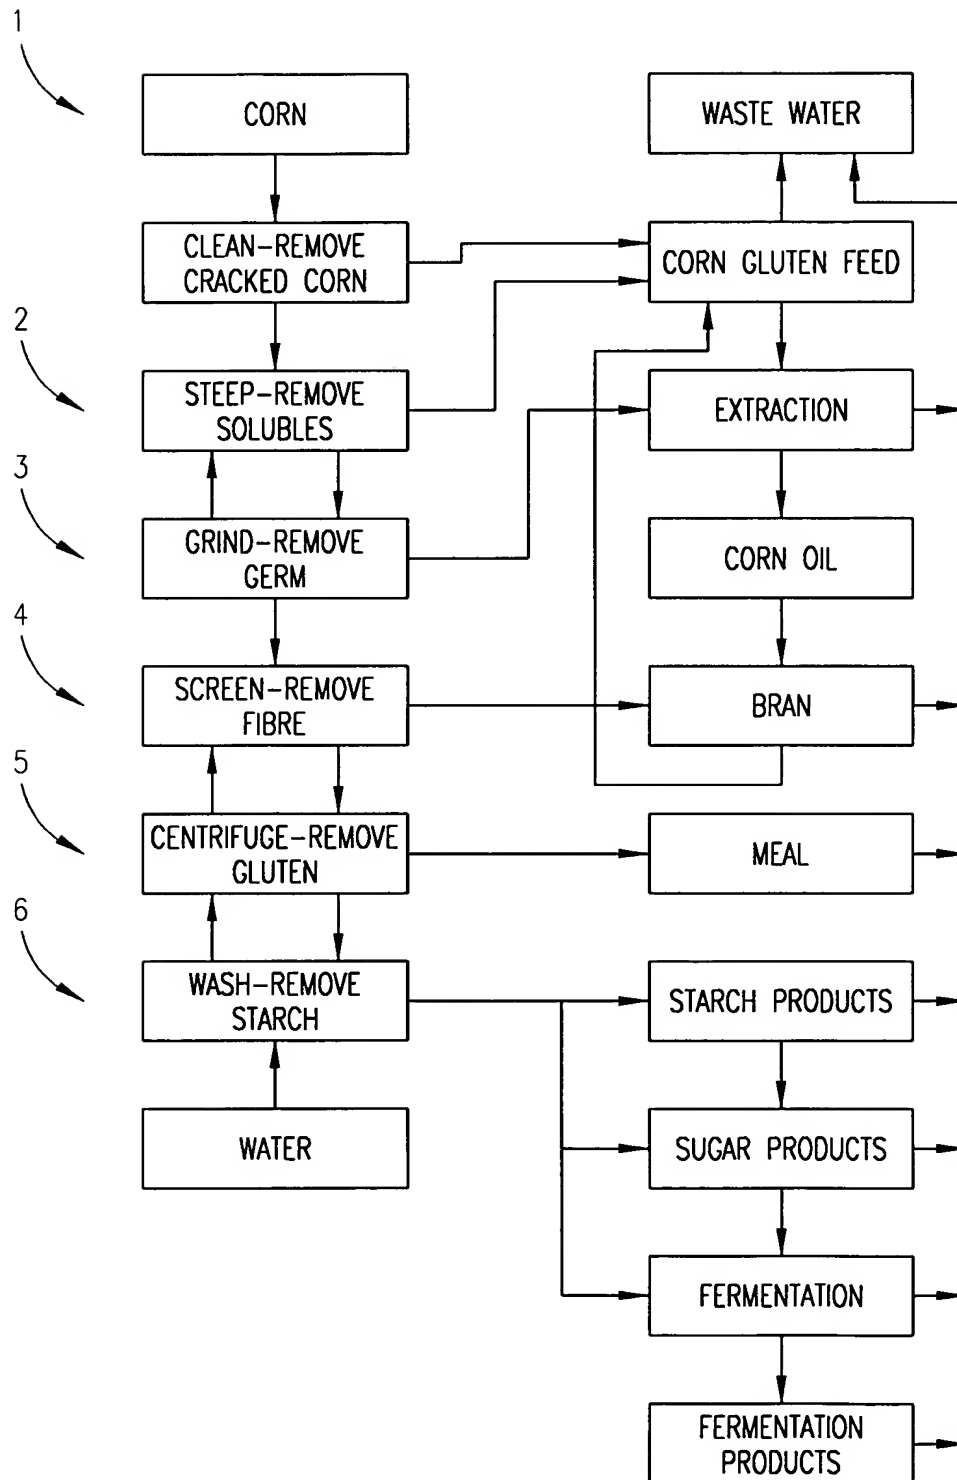 1
CORN
WASTE WATER
CLEAN-REMOVE
CRACKED CORN
CORN GLUTEN FEED
2
STEEP-REMOVE
SOLUBLES
EXTRACTION
3
GRIND-REMOVE
GERM
CORN OIL
4
SCREEN-REMOVE
FIBRE
BRAN
5
CENTRIFUGE-REMOVE
GLUTEN
MEAL
6
WASH-REMOVE
STARCH
STARCH PRODUCTS
WATER
SUGAR PRODUCTS
FERMENTATION
FERMENTATION
PRODUCTS